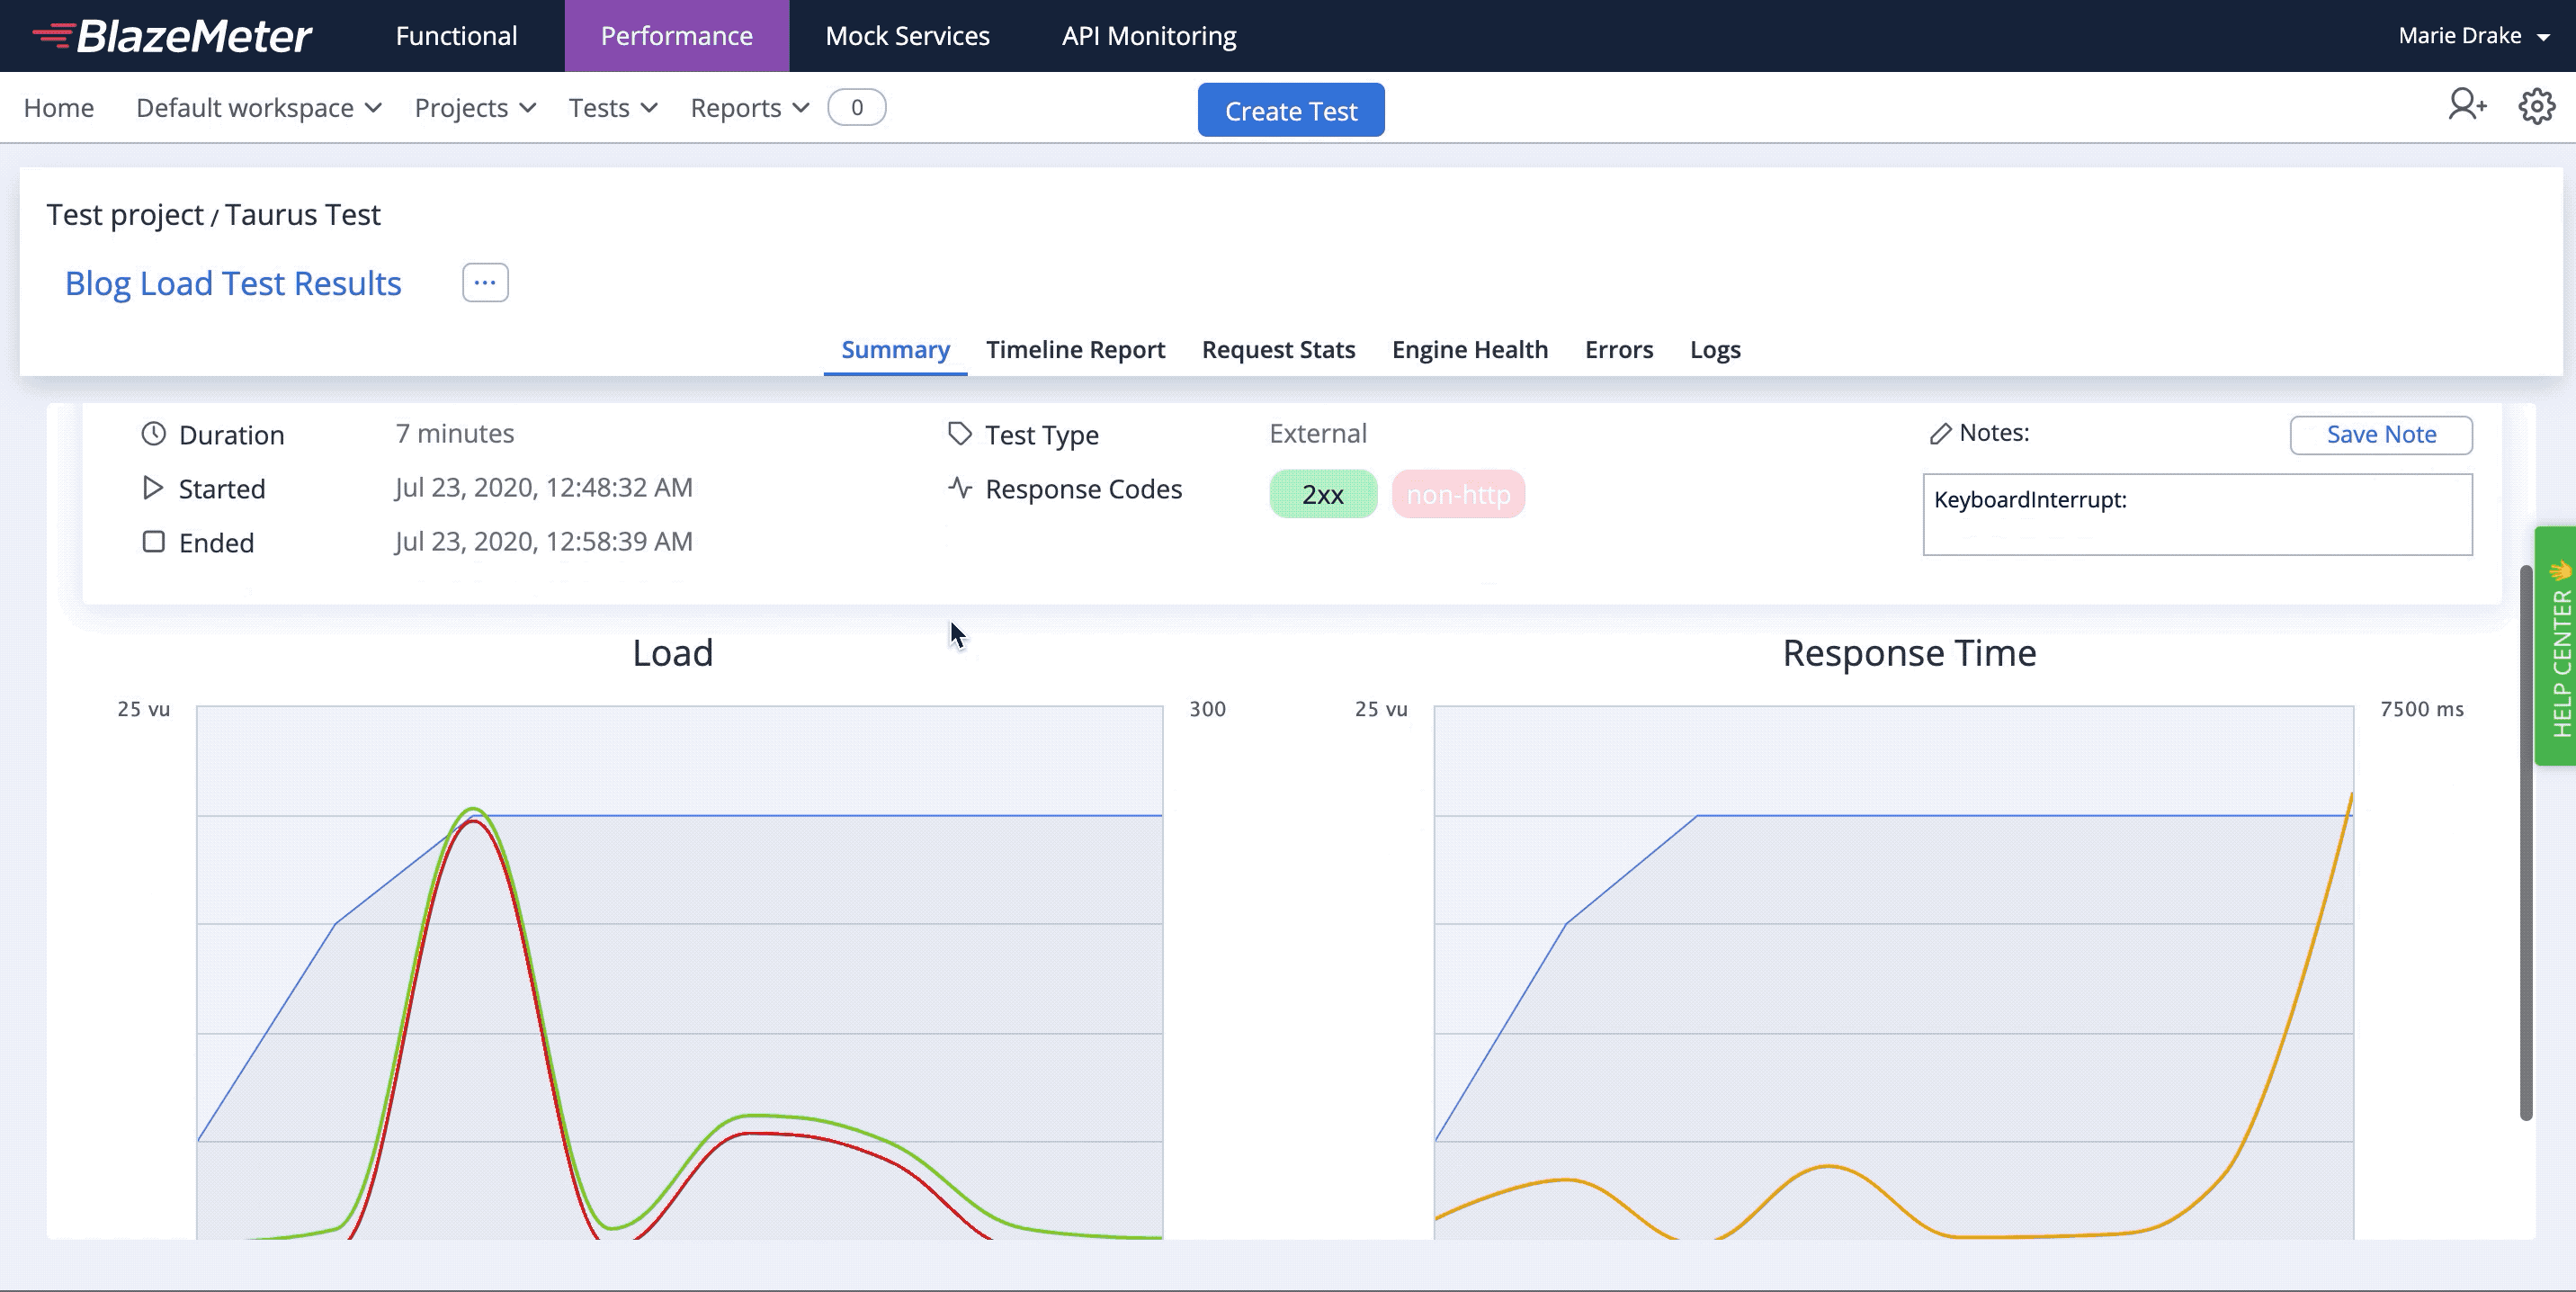 BlazeMeter Functional Performance Mock Services API Monitoring Marie Drake
Home Default workspace Projects Tests Reports 0 Create Test
Test project / Taurus Test
Blog Load Test Results ...
Summary Timeline Report Request Stats Engine Health Errors Logs
Duration 7 minutes Test Type External Notes: Save Note
Started Jul 23, 2020, 12:48:32 AM Response Codes 2xx non-http KeyboardInterrupt:
Ended Jul 23, 2020, 12:58:39 AM
HELP CENTER
Load Response Time
25 vu 300 25 vu 7500 ms